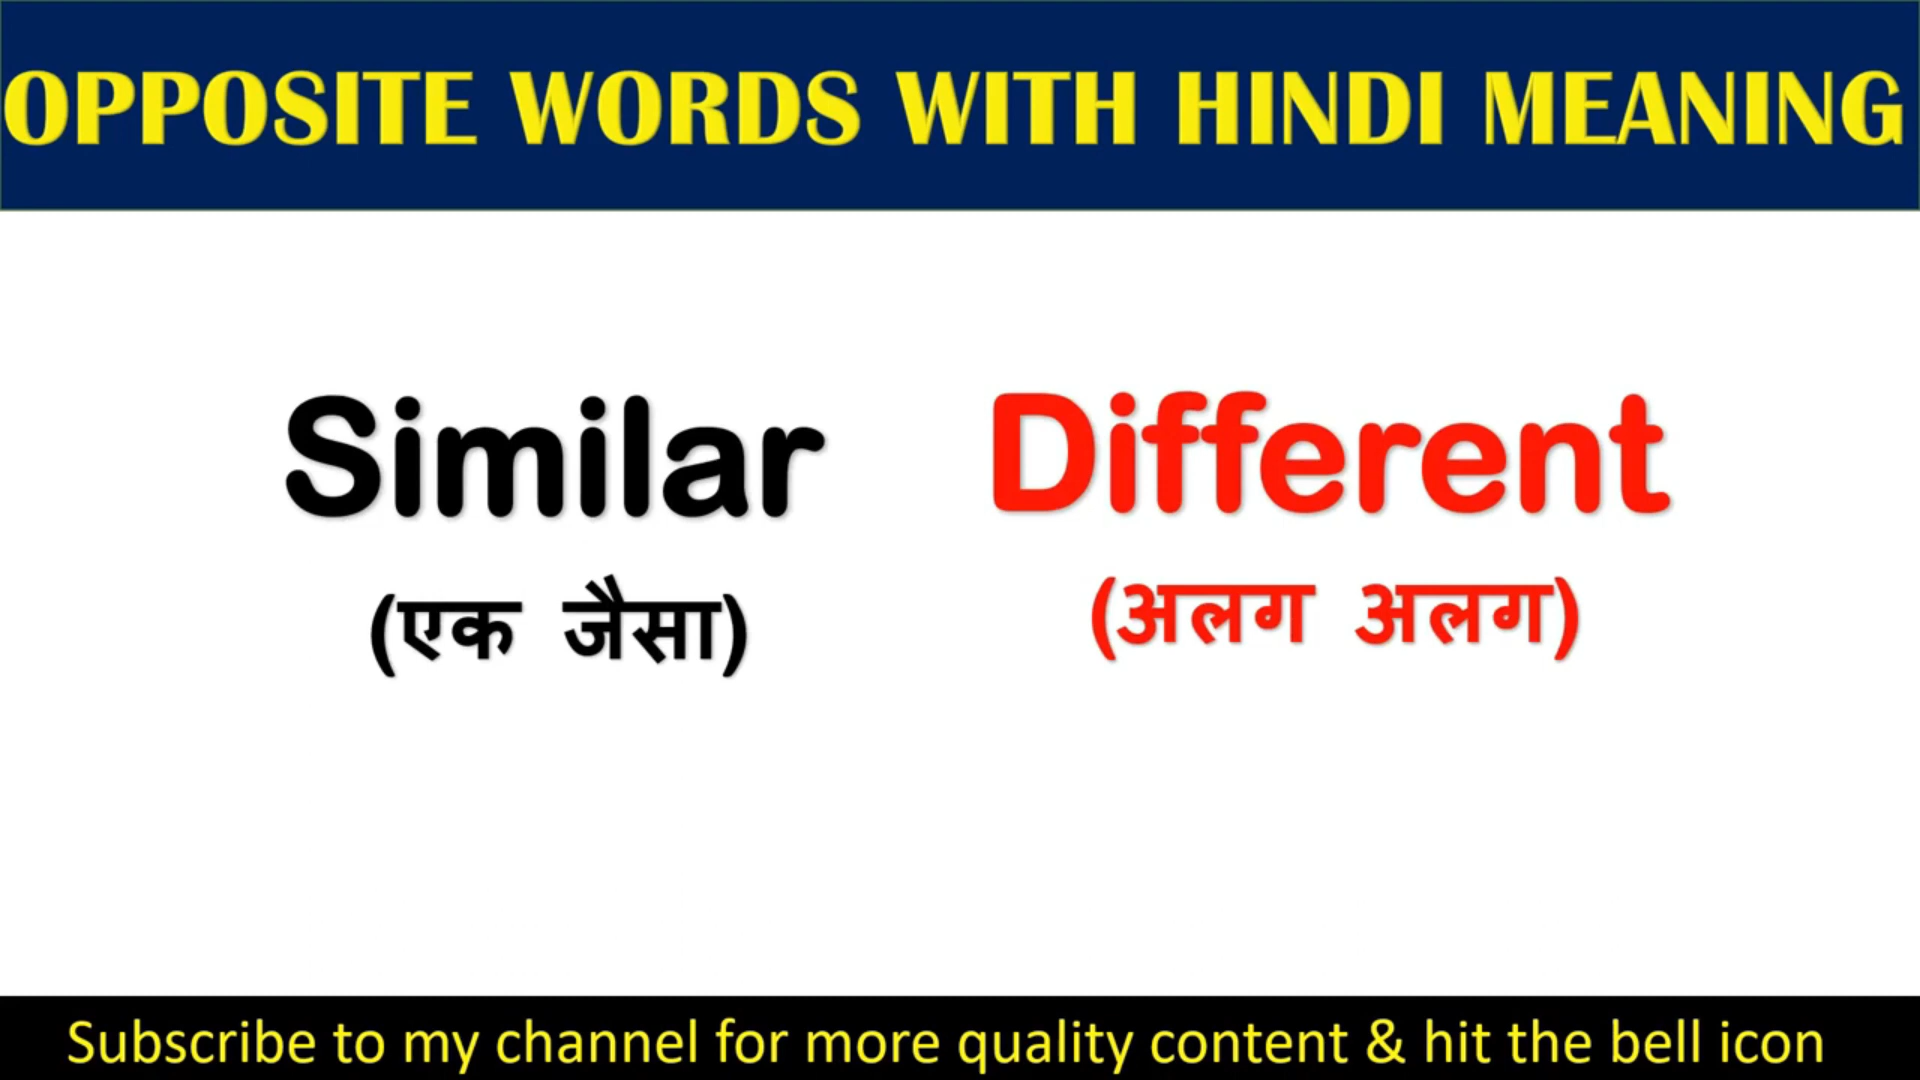 OPPOSITE WORDS WITH HINDI MEANING
Similar Different
(एक जैसा) (अलग अलग)
Subscribe to my channel for more quality content & hit the bell icon